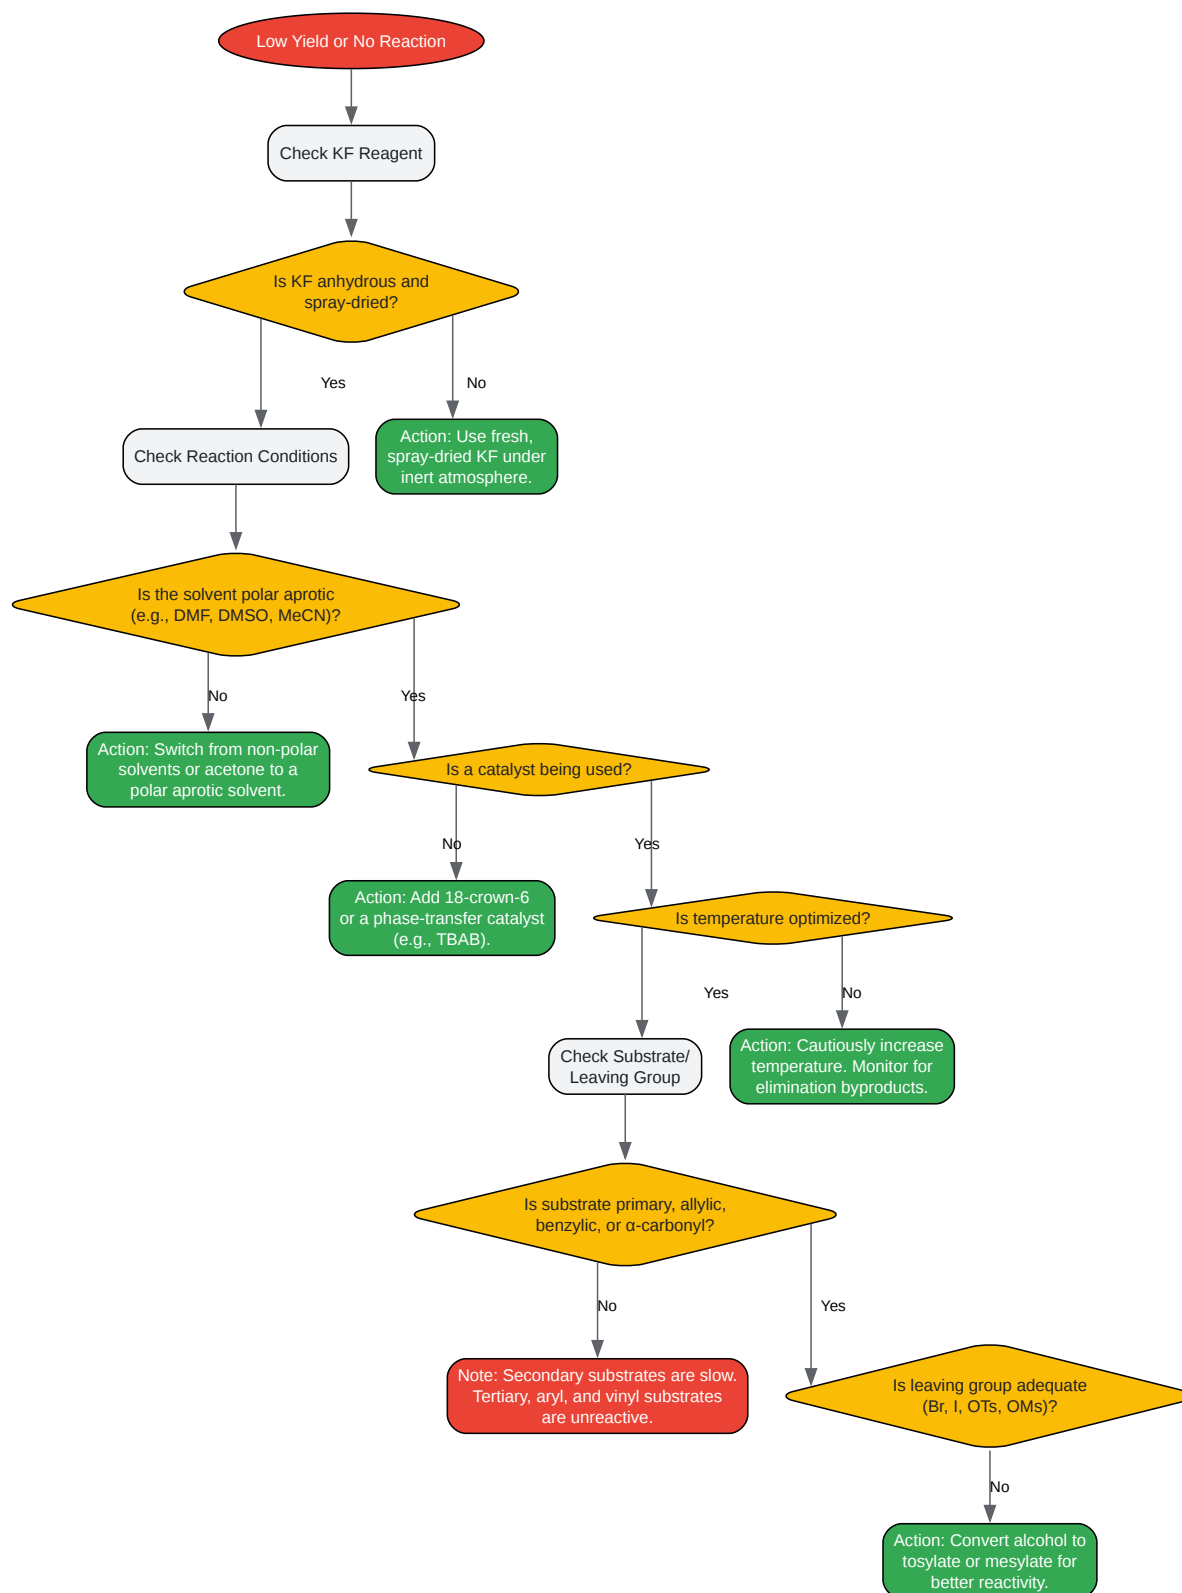 Low Yield or No Reaction
Check KF Reagent
Is KF anhydrous and
spray-dried?
Yes
No
Check Reaction Conditions
Action: Use fresh,
spray-dried KF under
inert atmosphere.
Is the solvent polar aprotic
(e.g., DMF, DMSO, MeCN)?
No
Yes
Action: Switch from non-polar
solvents or acetone to a
polar aprotic solvent.
Is a catalyst being used?
No
Yes
Action: Add 18-crown-6
or a phase-transfer catalyst
(e.g., TBAB).
Is temperature optimized?
Yes
No
Check Substrate/
Leaving Group
Action: Cautiously increase
temperature. Monitor for
elimination byproducts.
Is substrate primary, allylic,
benzylic, or α-carbonyl?
No
Yes
Note: Secondary substrates are slow.
Tertiary, aryl, and vinyl substrates
are unreactive.
Is leaving group adequate
(Br, I, OTs, OMs)?
No
Action: Convert alcohol to
tosylate or mesylate for
better reactivity.